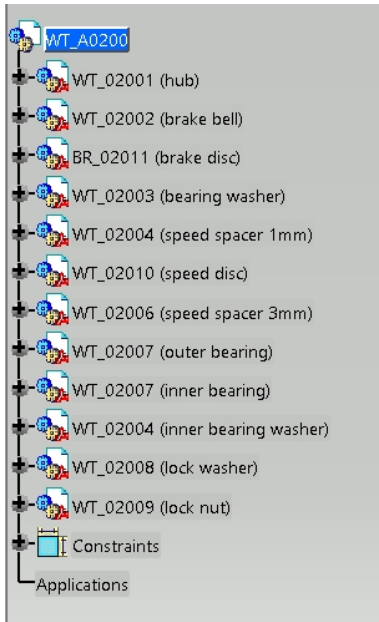 WT_A0200
WT_02001 (hub)
WT_02002 (brake bell)
BR_02011 (brake disc)
WT_02003 (bearing washer)
WT_02004 (speed spacer 1mm)
WT_02010 (speed disc)
WT_02006 (speed spacer 3mm)
WT_02007 (outer bearing)
WT_02007 (inner bearing)
WT_02004 (inner bearing washer)
WT_02008 (lock washer)
WT_02009 (lock nut)
Constraints
Applications